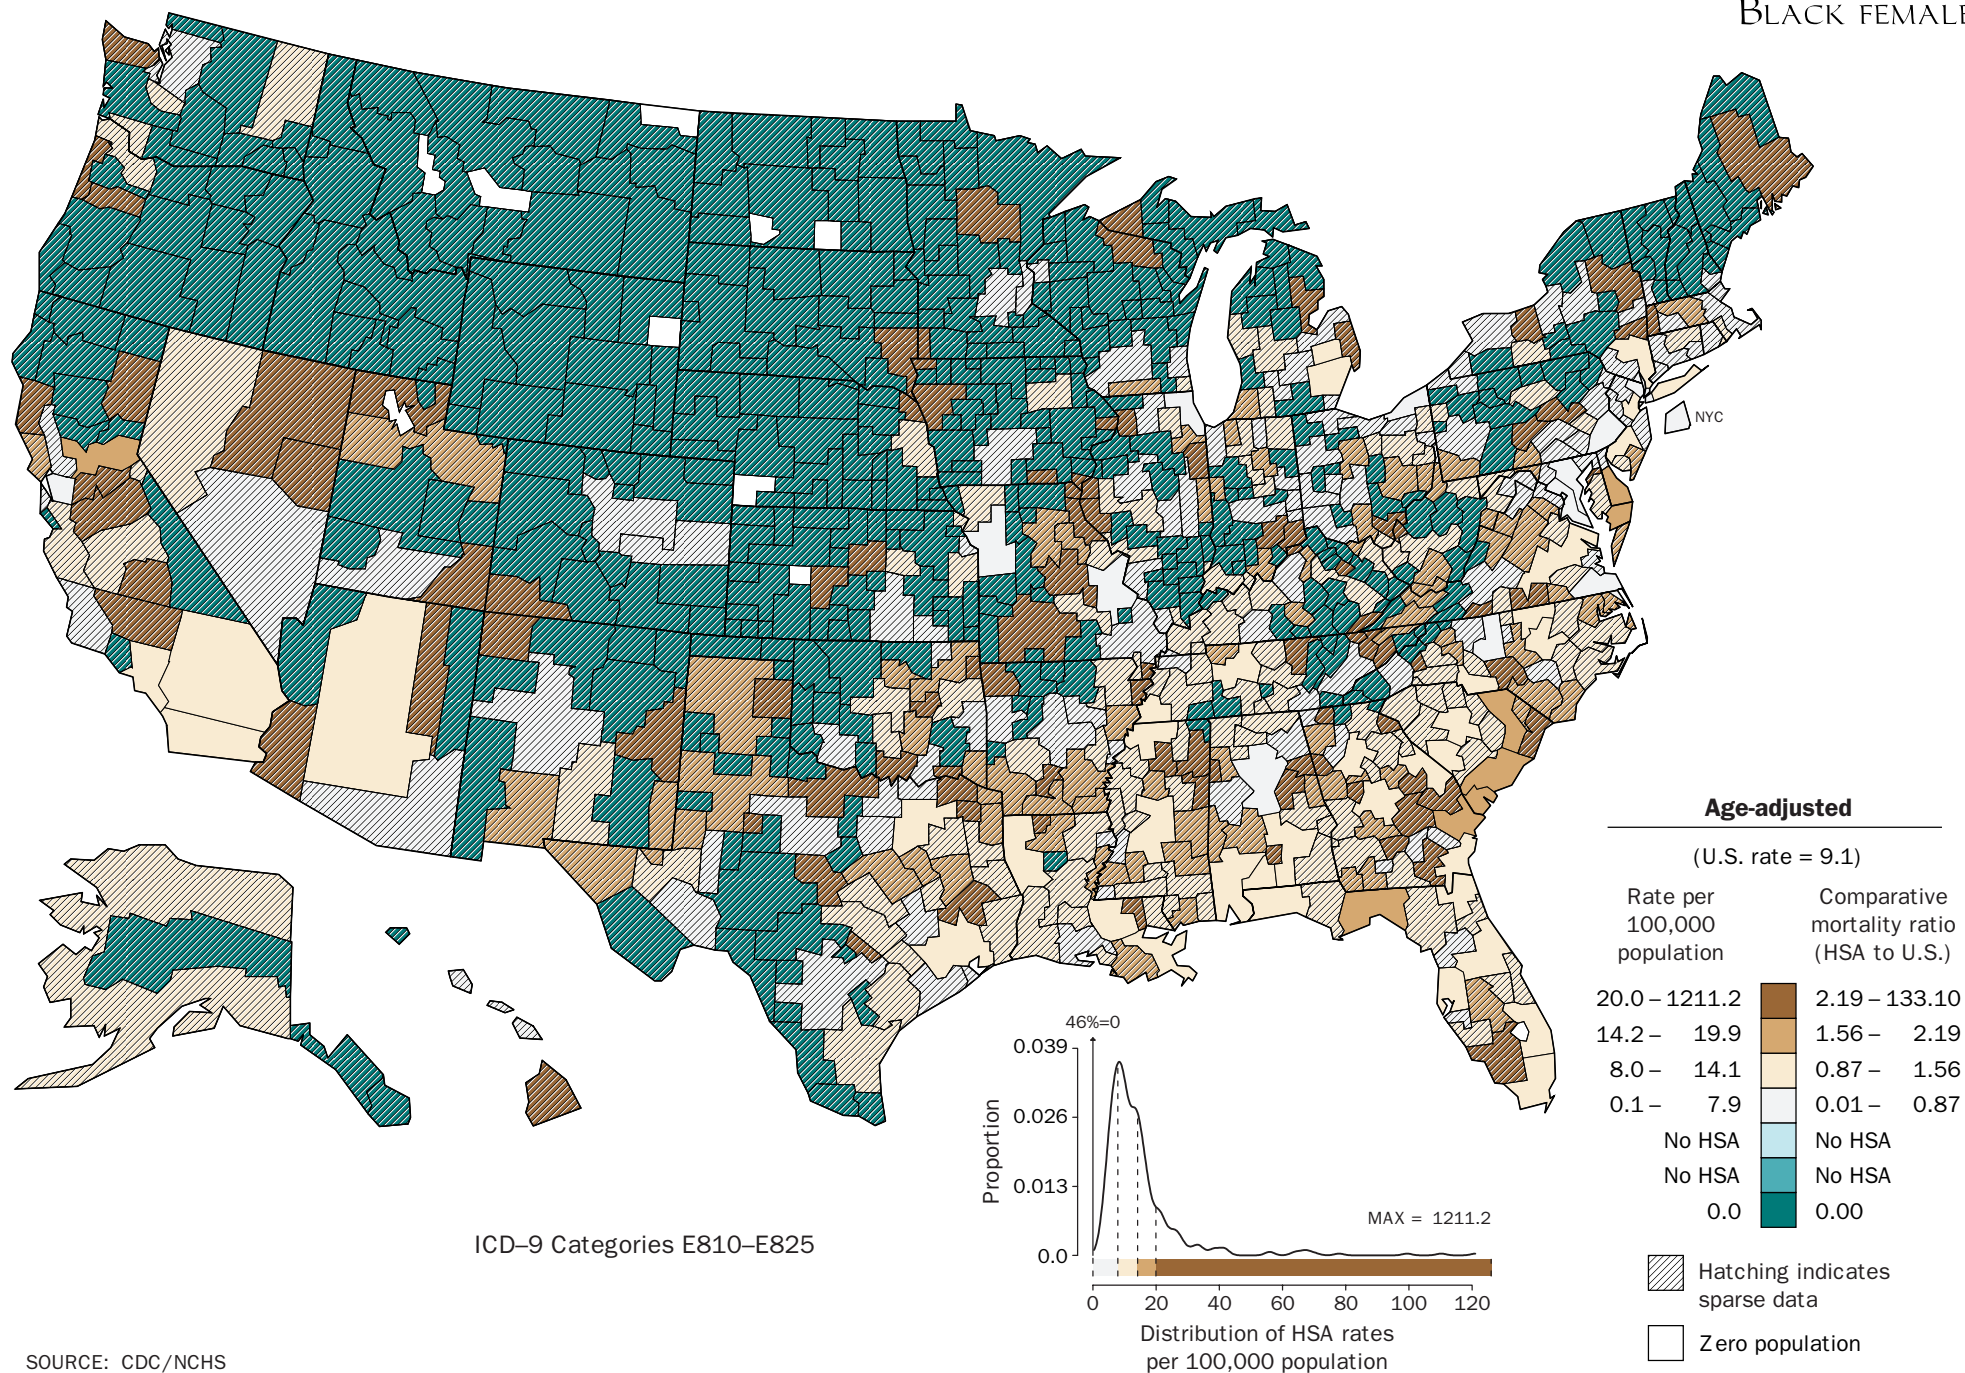 BLACK FEMALE
NYC
Age-adjusted
(U.S. rate = 9.1)
Rate per
100,000
population
Comparative
mortality ratio
(HSA to U.S.)
20.0 – 1211.2 2.19 – 133.10
14.2 – 19.9 1.56 – 2.19
8.0 – 14.1 0.87 – 1.56
0.1 – 7.9 0.01 – 0.87
No HSA No HSA
No HSA No HSA
0.0 0.00
Hatching indicates
sparse data
Zero population
46%=0
0.039
0.026
0.013
0.0
Proportion
MAX = 1211.2
0 20 40 60 80 100 120
Distribution of HSA rates
per 100,000 population
ICD–9 Categories E810–E825
SOURCE: CDC/NCHS